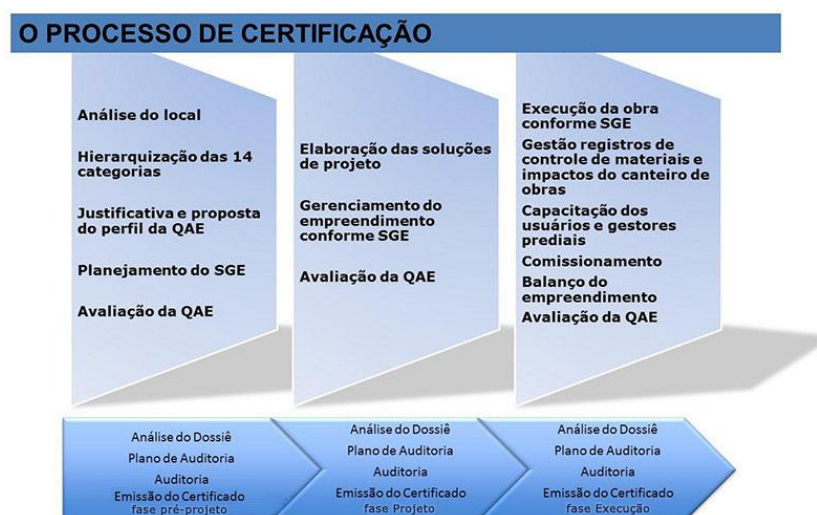 O PROCESSO DE CERTIFICAÇÃO
Análise do local
Hierarquização das 14
categorias
Justificativa e proposta
do perfil da QAE
Planejamento do SGE
Avaliação da QAE
Elaboração das soluções
de projeto
Gerenciamento do
empreendimento
conforme SGE
Avaliação da QAE
Execução da obra
conforme SGE
Gestão registros de
controle de materiais e
impactos do canteiro de
obras
Capacitação dos
usuários e gestores
prediais
Comissionamento
Balanço do
empreendimento
Avaliação da QAE
Análise do Dossiê
Plano de Auditoria
Auditoria
Emissão do Certificado
fase pré-projeto
Análise do Dossiê
Plano de Auditoria
Auditoria
Emissão do Certificado
fase Projeto
Análise do Dossiê
Plano de Auditoria
Auditoria
Emissão do Certificado
fase Execução